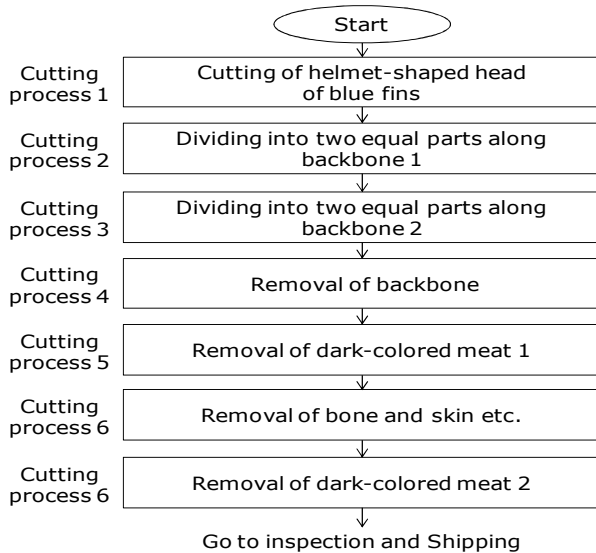 Start
Cutting
process 1
Cutting of helmet-shaped head
of blue fins
Cutting
process 2
Dividing into two equal parts along
backbone 1
Cutting
process 3
Dividing into two equal parts along
backbone 2
Cutting
process 4
Removal of backbone
Cutting
process 5
Removal of dark-colored meat 1
Cutting
process 6
Removal of bone and skin etc.
Cutting
process 6
Removal of dark-colored meat 2
Go to inspection and Shipping